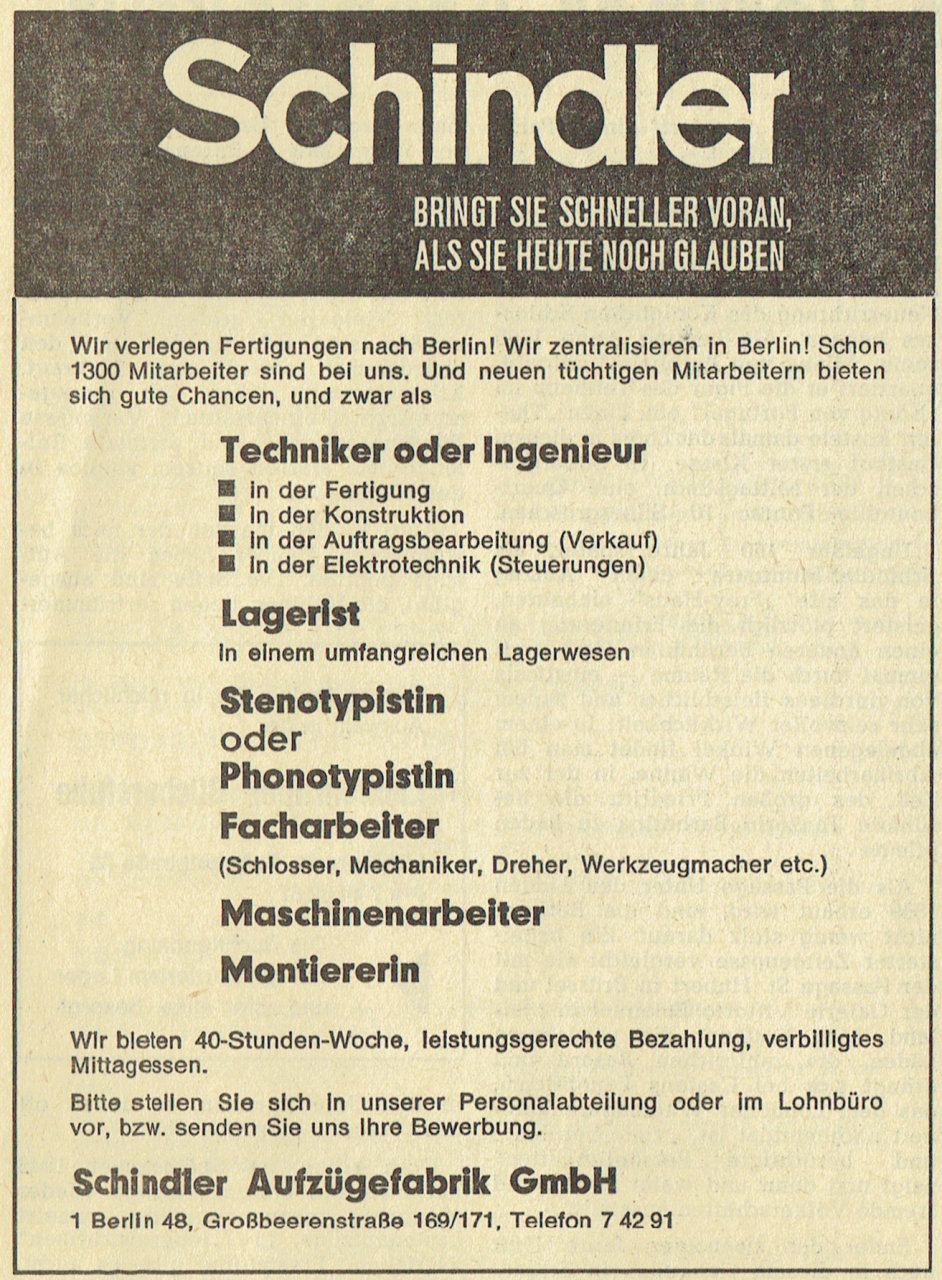 Schindler
BRINGT SIE SCHNELLER VORAN,
ALS SIE HEUTE NOCH GLAUBEN
Wir verlegen Fertigungen nach Berlin! Wir zentralisieren in Berlin! Schon
1300 Mitarbeiter sind bei uns. Und neuen tüchtigen Mitarbeitern bieten
sich gute Chancen, und zwar als
Techniker oder Ingenieur
■ in der Fertigung
■ in der Konstruktion
■ in der Auftragsbearbeitung (Verkauf)
■ in der Elektrotechnik (Steuerungen)
Lagerist
in einem umfangreichen Lagerwesen
Stenotypistin
oder
Phonotypistin
Facharbeiter
(Schlosser, Mechaniker, Dreher, Werkzeugmacher etc.)
Maschinenarbeiter
Montiererin
Wir bieten 40-Stunden-Woche, leistungsgerechte Bezahlung, verbilligtes
Mittagessen.
Bitte stellen Sie sich in unserer Personalabteilung oder im Lohnbüro
vor, bzw. senden Sie uns Ihre Bewerbung.
Schindler Aufzügefabrik GmbH
1 Berlin 48, Großbeerenstraße 169/171, Telefon 7 42 91